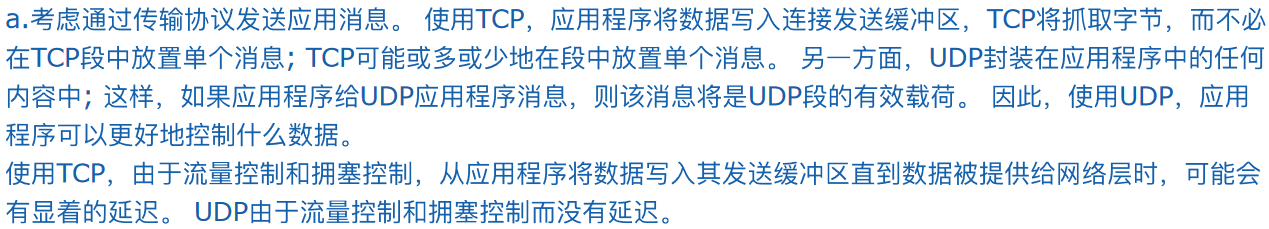 a.考虑通过传输协议发送应用消息。 使用TCP，应用程序将数据写入连接发送缓冲区，TCP将抓取字节，而不必
在TCP段中放置单个消息; TCP可能或多或少地在段中放置单个消息。 另一方面，UDP封装在应用程序中的任何
内容中; 这样，如果应用程序给UDP应用程序消息，则该消息将是UDP段的有效载荷。 因此，使用UDP，应用
程序可以更好地控制什么数据。
使用TCP，由于流量控制和拥塞控制，从应用程序将数据写入其发送缓冲区直到数据被提供给网络层时，可能会
有显着的延迟。 UDP由于流量控制和拥塞控制而没有延迟。